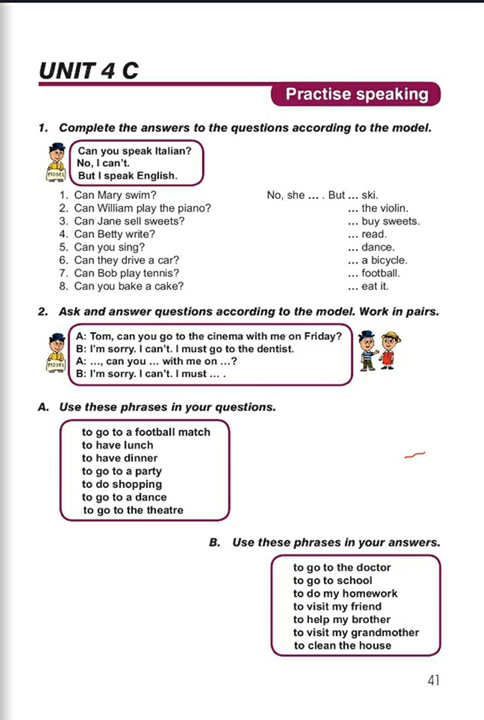 UNIT 4 C
Practise speaking
1. Complete the answers to the questions according to the model.
MODEL
Can you speak Italian?
No, I can't.
But I speak English.
1. Can Mary swim? No, she ... . But ... ski.
2. Can William play the piano? ... the violin.
3. Can Jane sell sweets? ... buy sweets.
4. Can Betty write? ... read.
5. Can you sing? ... dance.
6. Can they drive a car? ... a bicycle.
7. Can Bob play tennis? ... football.
8. Can you bake a cake? ... eat it.
2. Ask and answer questions according to the model. Work in pairs.
MODEL
A: Tom, can you go to the cinema with me on Friday?
B: I'm sorry. I can't. I must go to the dentist.
A: ..., can you ... with me on ...?
B: I'm sorry. I can't. I must ... .
A. Use these phrases in your questions.
to go to a football match
to have lunch
to have dinner
to go to a party
to do shopping
to go to a dance
to go to the theatre
B. Use these phrases in your answers.
to go to the doctor
to go to school
to do my homework
to visit my friend
to help my brother
to visit my grandmother
to clean the house
41